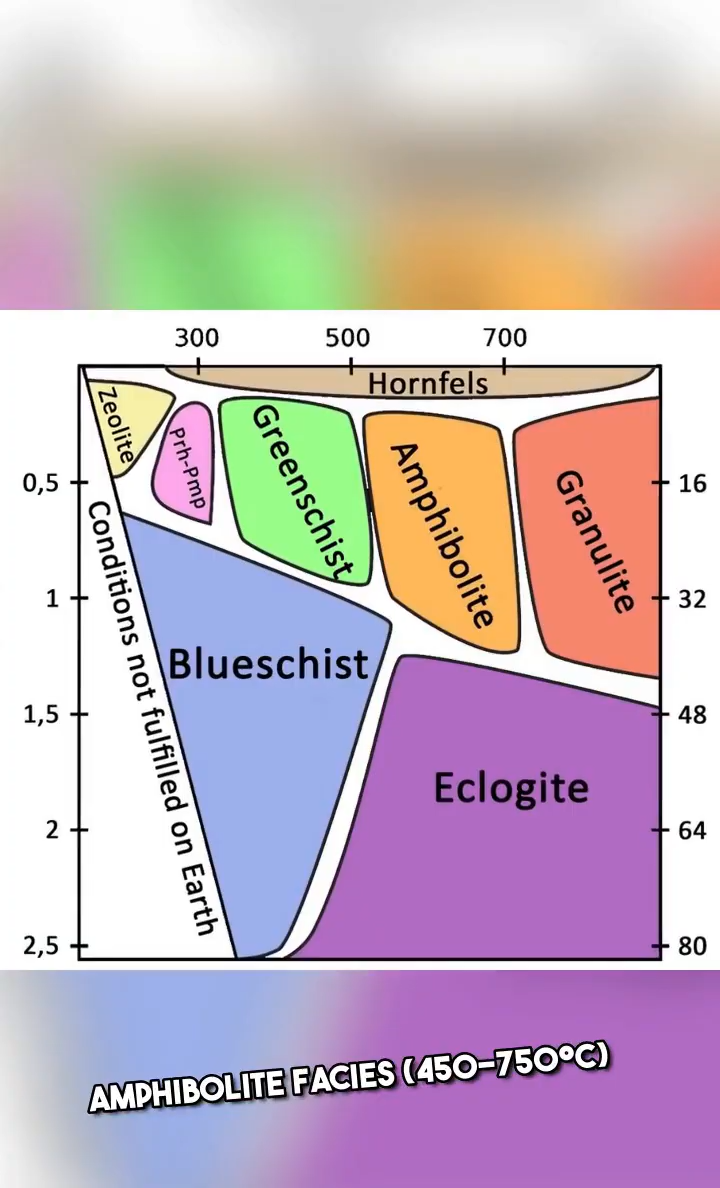 300 500 700
Hornfels
Zeolite
Prh-Pmp
Greenschist
Amphibolite
Granulite
0,5 16
1 32
Conditions not fulfilled on Earth
Blueschist
1,5 48
Eclogite
2 64
2,5 80
AMPHIBOLITE FACIES (450–750°C)